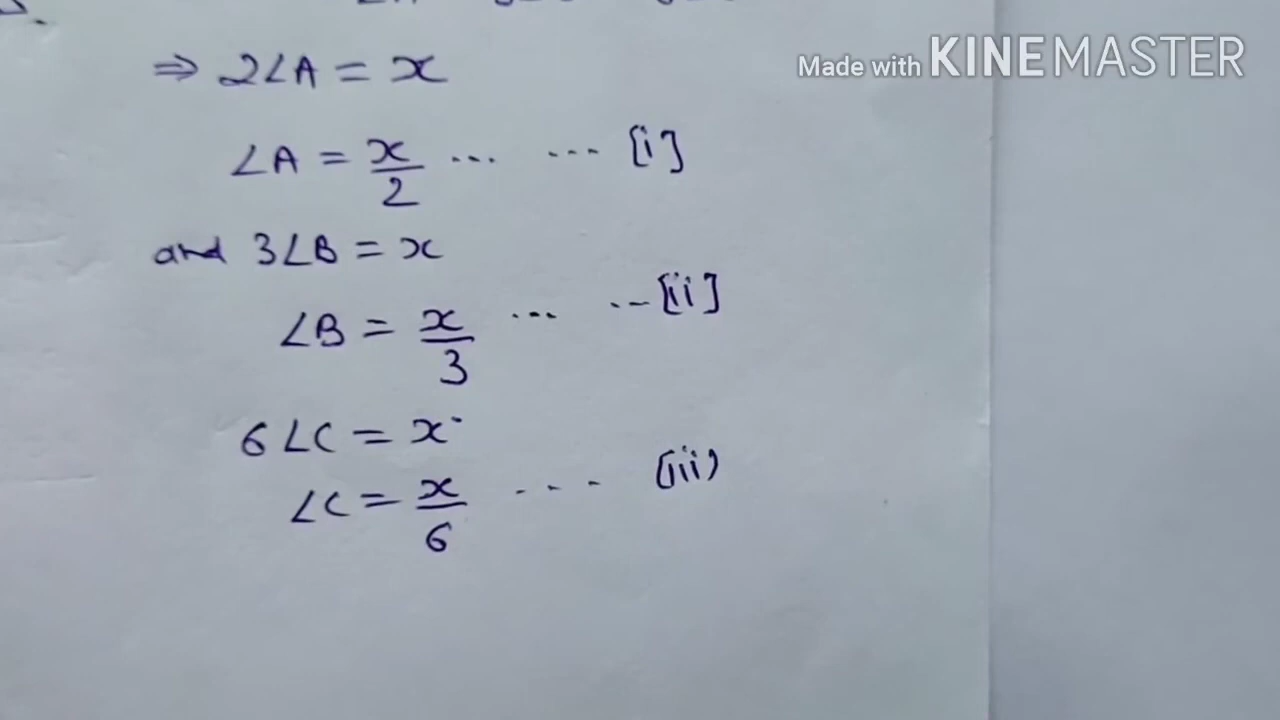 Made with KINEMASTER
⇒ 2∠A = x
∠A = x/2 ... ... [i]
and 3∠B = x
∠B = x/3 ... ... [ii]
6∠C = x
∠C = x/6 .... (iii)